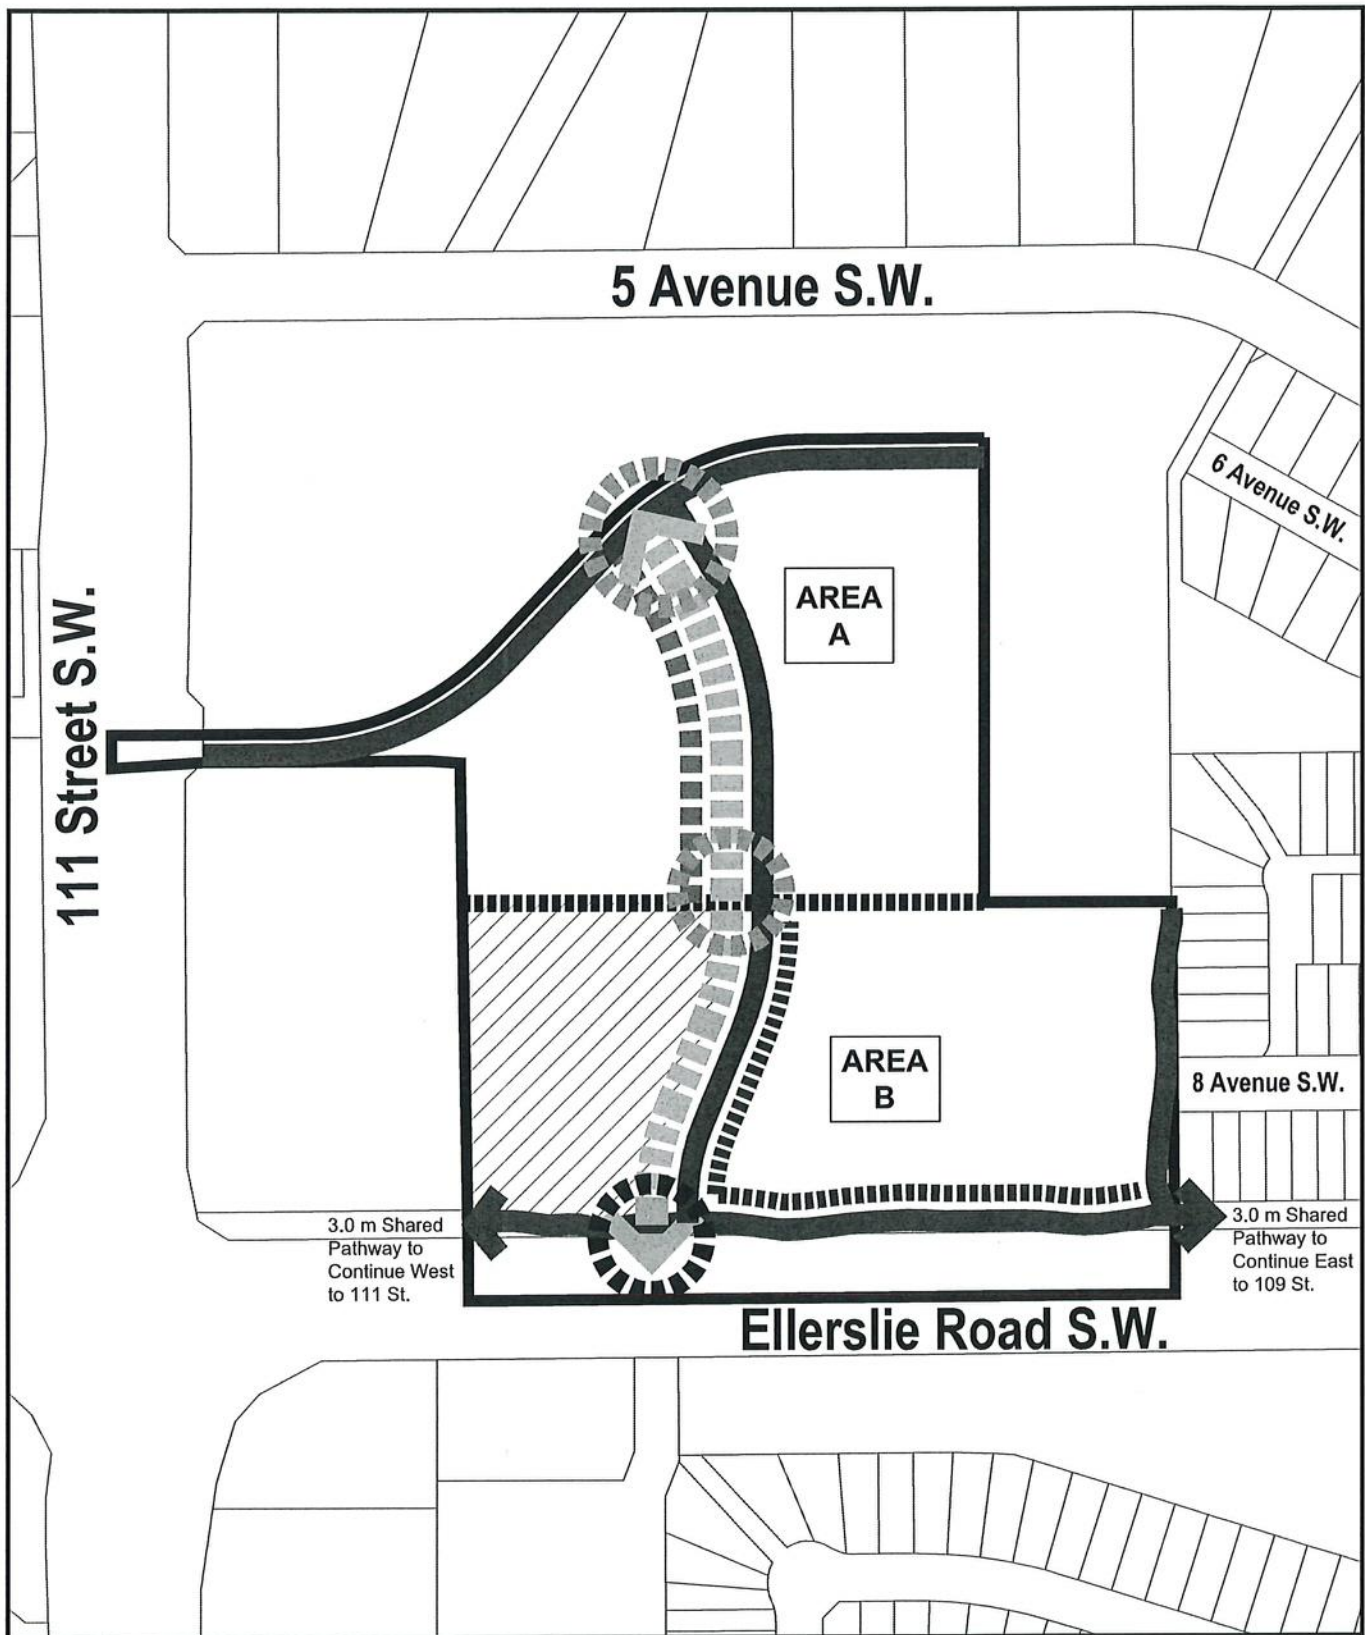 5 Avenue S.W.
6 Avenue S.W.
AREA
A
111 Street S.W.
AREA
B
8 Avenue S.W.
3.0 m Shared
Pathway to
Continue West
to 111 St.
3.0 m Shared
Pathway to
Continue East
to 109 St.
Ellerslie Road S.W.